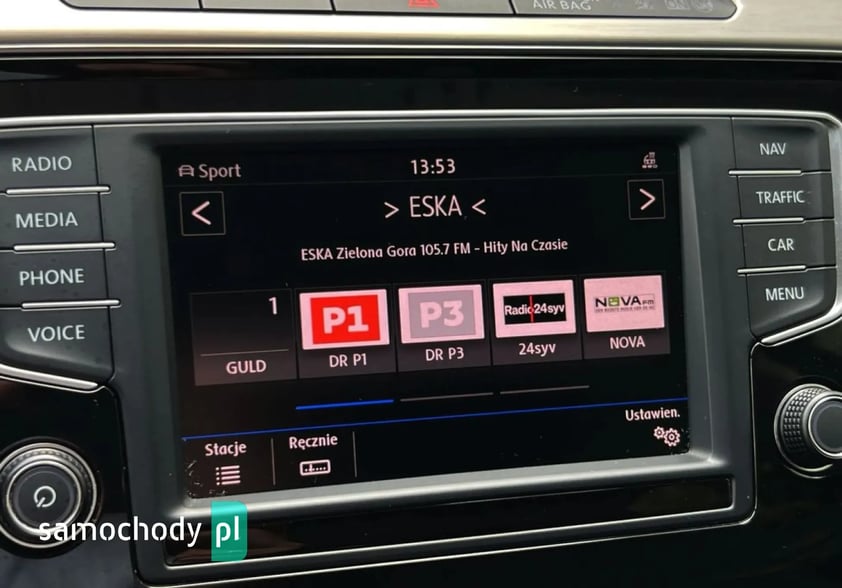 AIR BAG
ON
RADIO
MEDIA
PHONE
VOICE
NAV
TRAFFIC
CAR
MENU
Sport
13:53
< > ESKA < >
ESKA Zielona Gora 105.7 FM - Hity Na Czasie
1
GULD
P1
DR P1
P3
DR P3
Radio24syv
24syv
NOVA FM
NOVA
Stacje
Ręcznie
Ustawien.
samochody pl